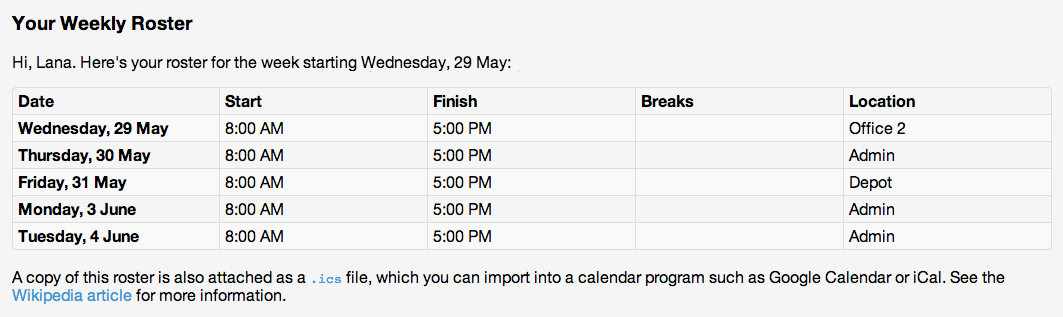 Your Weekly Roster
Hi, Lana. Here's your roster for the week starting Wednesday, 29 May:
Date Start Finish Breaks Location
Wednesday, 29 May 8:00 AM 5:00 PM Office 2
Thursday, 30 May 8:00 AM 5:00 PM Admin
Friday, 31 May 8:00 AM 5:00 PM Depot
Monday, 3 June 8:00 AM 5:00 PM Admin
Tuesday, 4 June 8:00 AM 5:00 PM Admin
A copy of this roster is also attached as a .ics file, which you can import into a calendar program such as Google Calendar or iCal. See the
Wikipedia article for more information.